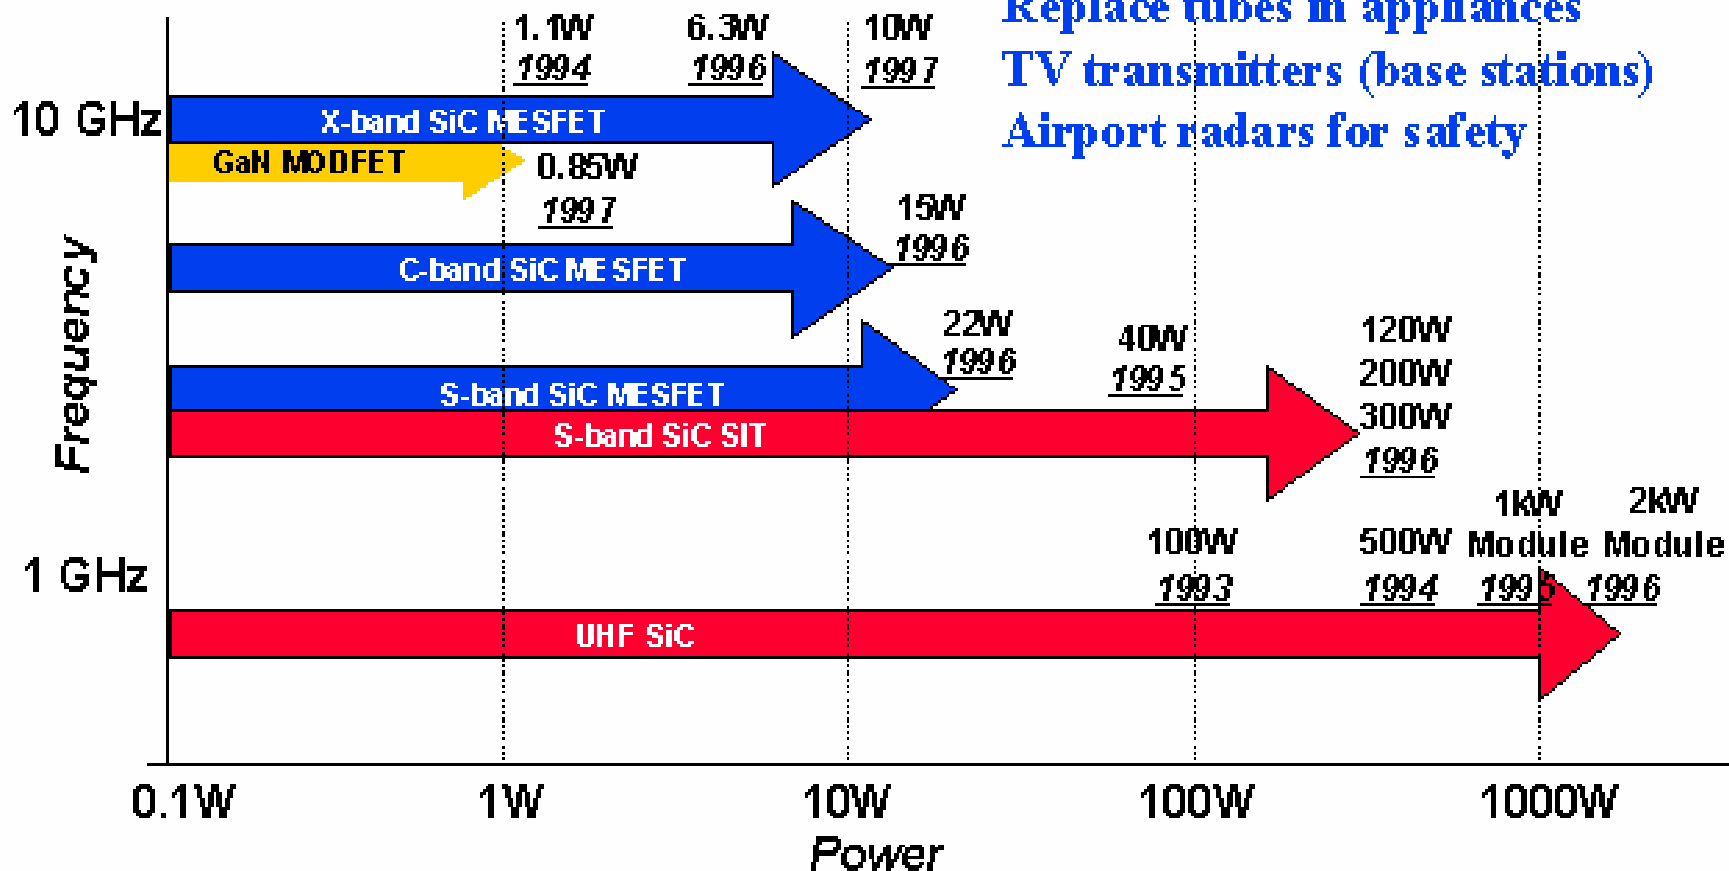 Replace tubes in appliances
TV transmitters (base stations)
Airport radars for safety
1.1W
1994
6.3W
1996
10W
1997
10 GHz
X-band SiC MESFET
GaN MODFET
0.85W
1997
15W
1996
C-band SiC MESFET
Frequency
22W
1996
40W
1995
120W
200W
300W
1996
S-band SiC MESFET
S-band SiC SIT
1 GHz
100W
1993
500W
1994
1kW
Module
1995
2kW
Module
1996
UHF SiC
0.1W
1W
10W
100W
1000W
Power